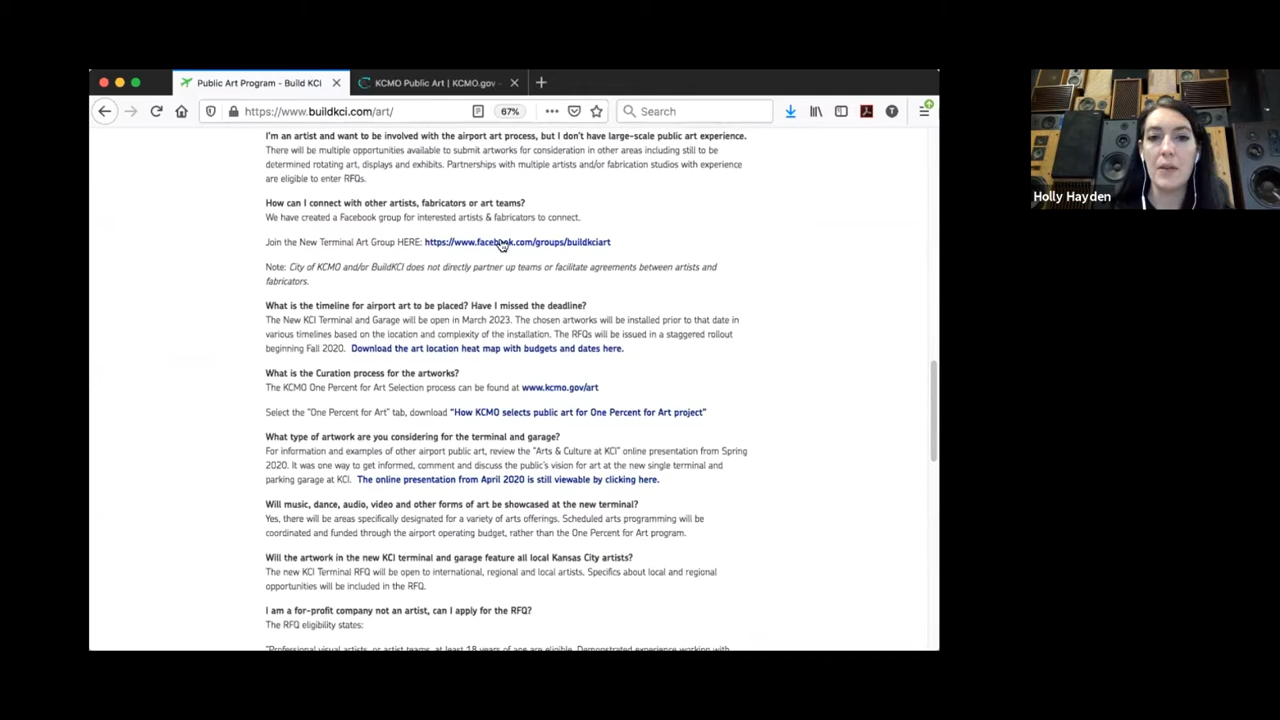 Public Art Program - Build KCI
KCMO Public Art | KCMO.gov -
https://www.buildkci.com/art/
67%
Search
I'm an artist and want to be involved with the airport art process, but I don't have large-scale public art experience.
There will be multiple opportunities available to submit artworks for consideration in other areas including still to be
determined rotating art, displays and exhibits. Partnerships with multiple artists and/or fabrication studios with experience
are eligible to enter RFQs.
How can I connect with other artists, fabricators or art teams?
We have created a Facebook group for interested artists & fabricators to connect.
Join the New Terminal Art Group HERE: https://www.facebook.com/groups/buildkciart
Note: City of KCMO and/or BuildKCI does not directly partner up teams or facilitate agreements between artists and
fabricators.
What is the timeline for airport art to be placed? Have I missed the deadline?
The New KCI Terminal and Garage will be open in March 2023. The chosen artworks will be installed prior to that date in
various timelines based on the location and complexity of the installation. The RFQs will be issued in a staggered rollout
beginning Fall 2020. Download the art location heat map with budgets and dates here.
What is the Curation process for the artworks?
The KCMO One Percent for Art Selection process can be found at www.kcmo.gov/art
Select the "One Percent for Art" tab, download "How KCMO selects public art for One Percent for Art project"
What type of artwork are you considering for the terminal and garage?
For information and examples of other airport public art, review the "Arts & Culture at KCI" online presentation from Spring
2020. It was one way to get informed, comment and discuss the public's vision for art at the new single terminal and
parking garage at KCI. The online presentation from April 2020 is still viewable by clicking here.
Will music, dance, audio, video and other forms of art be showcased at the new terminal?
Yes, there will be areas specifically designated for a variety of arts offerings. Scheduled arts programming will be
coordinated and funded through the airport operating budget, rather than the One Percent for Art program.
Will the artwork in the new KCI terminal and garage feature all local Kansas City artists?
The new KCI Terminal RFQ will be open to international, regional and local artists. Specifics about local and regional
opportunities will be included in the RFQ.
I am a for-profit company not an artist, can I apply for the RFQ?
The RFQ eligibility states:
"Professional visual artists, or artist teams, at least 18 years of age are eligible. Demonstrated experience working with
Holly Hayden